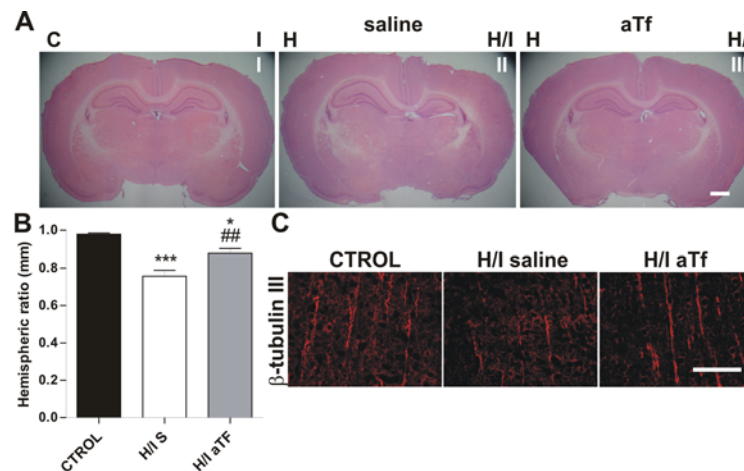 A
saline
aTf
C
I
H
H/I
H
H/
I
II
III
B
Hemispheric ratio (mm)
1.0
0.8
0.6
0.4
0.2
0.0
***
*
##
CTROL
H/I S
H/I aTF
C
CTROL
H/I saline
H/I aTf
β-tubulin III